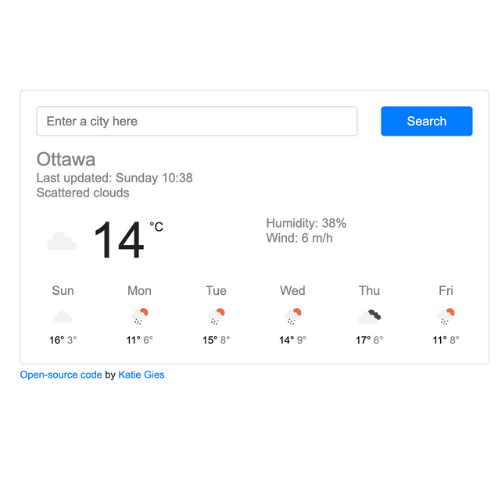 Enter a city here
Search
Ottawa
Last updated: Sunday 10:38
Scattered clouds
14 °C
Humidity: 38%
Wind: 6 m/h
Sun Mon Tue Wed Thu Fri
16° 3° 11° 6° 15° 8° 14° 9° 17° 6° 11° 8°
Open-source code by Katie Gies